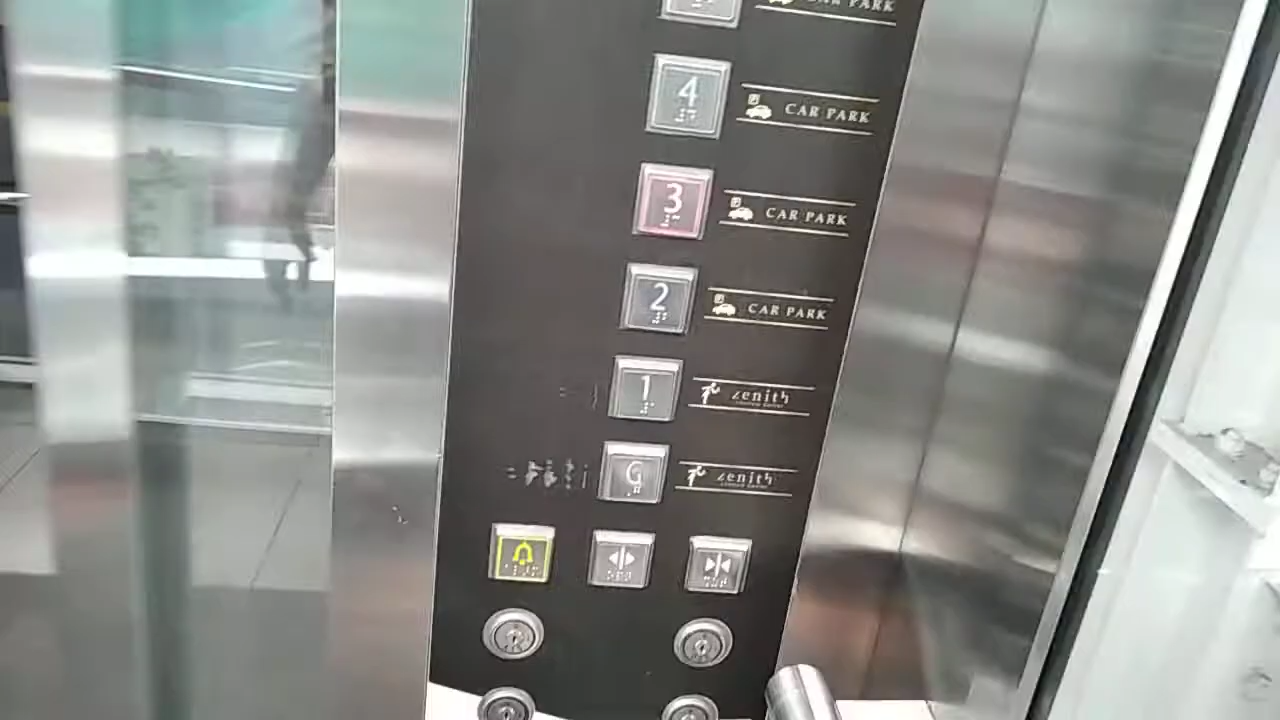 CAR PARK
4 P CAR PARK
3 P CAR PARK
2 P CAR PARK
1 zenith
G zenith